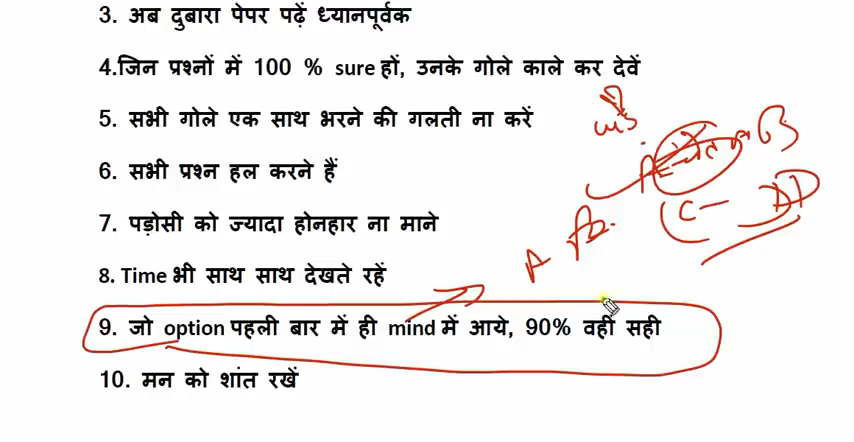 3. अब दुबारा पेपर पढ़ें ध्यानपूर्वक
4.जिन प्रश्नों में 100 % sure हों, उनके गोले काले कर देवें
5. सभी गोले एक साथ भरने की गलती ना करें
6. सभी प्रश्न हल करने हैं
7. पड़ोसी को ज्यादा होनहार ना माने
8. Time भी साथ साथ देखते रहें
9. जो option पहली बार में ही mind में आये, 90% वही सही
10. मन को शांत रखें